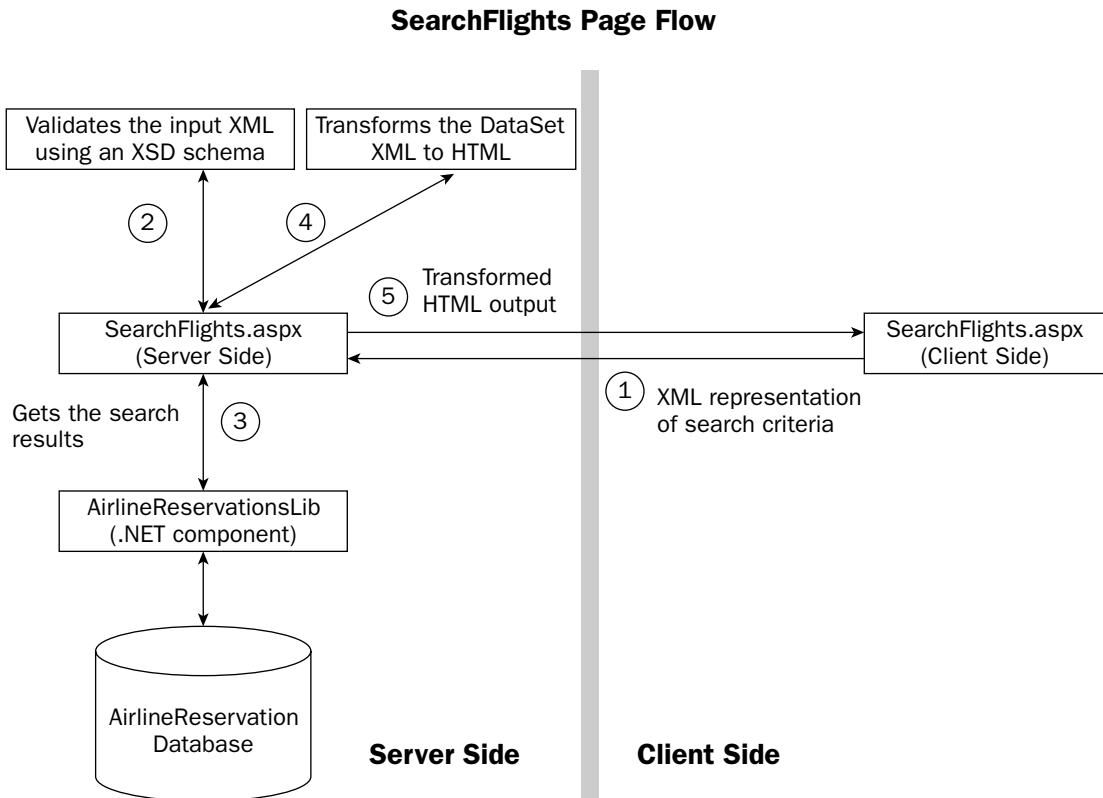 SearchFlights Page Flow
Validates the input XML
using an XSD schema
Transforms the DataSet
XML to HTML
2
4
5
Transformed
HTML output
SearchFlights.aspx
(Server Side)
SearchFlights.aspx
(Client Side)
1
XML representation
of search criteria
Gets the search
results
3
AirlineReservationsLib
(.NET component)
AirlineReservation
Database
Server Side
Client Side